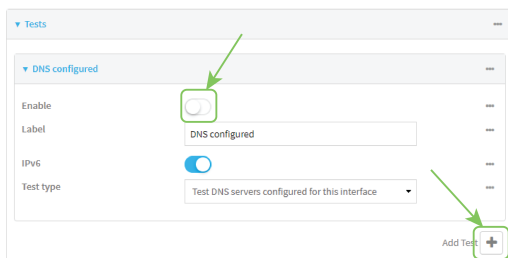 Tests
DNS configured
Enable
Label
DNS configured
IPv6
Test type
Test DNS servers configured for this interface
Add Test